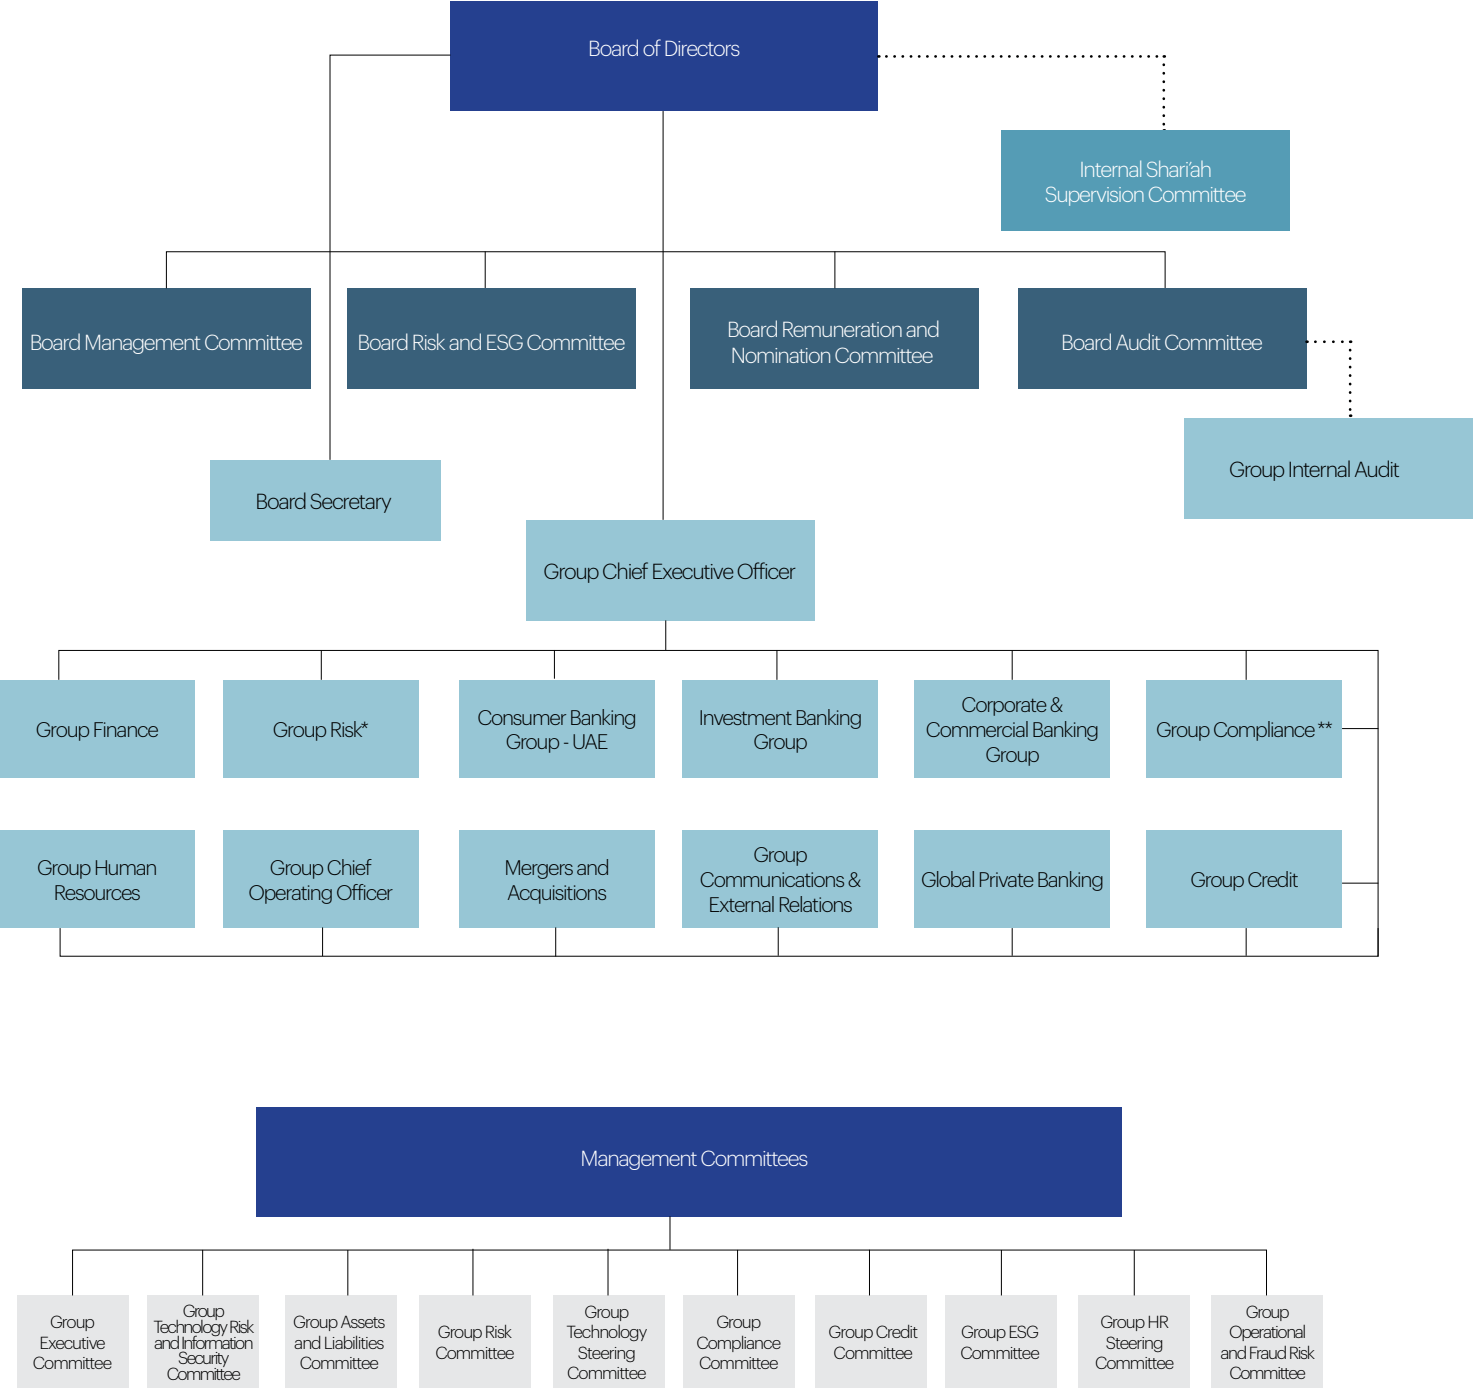 Board of Directors
Internal Shari’ah
Supervision Committee
Board Management Committee
Board Risk and ESG Committee
Board Remuneration and
Nomination Committee
Board Audit Committee
Group Internal Audit
Board Secretary
Group Chief Executive Officer
Group Finance
Group Risk*
Consumer Banking
Group - UAE
Investment Banking
Group
Corporate &
Commercial Banking
Group
Group Compliance **
Group Human
Resources
Group Chief
Operating Officer
Mergers and
Acquisitions
Group
Communications &
External Relations
Global Private Banking
Group Credit
Management Committees
Group
Executive
Committee
Group
Technology Risk
and Information
Security
Committee
Group Assets
and Liabilities
Committee
Group Risk
Committee
Group
Technology
Steering
Committee
Group
Compliance
Committee
Group Credit
Committee
Group ESG
Committee
Group HR
Steering
Committee
Group
Operational
and Fraud Risk
Committee